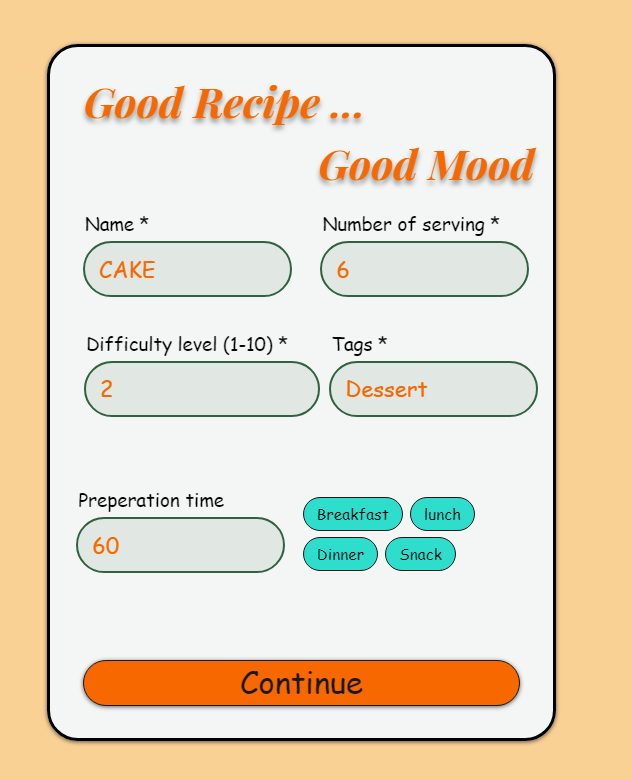 Good Recipe ...
Good Mood
Name *
Number of serving *
CAKE
6
Difficulty level (1-10) *
Tags *
2
Dessert
Preperation time
60
Breakfast
lunch
Dinner
Snack
Continue